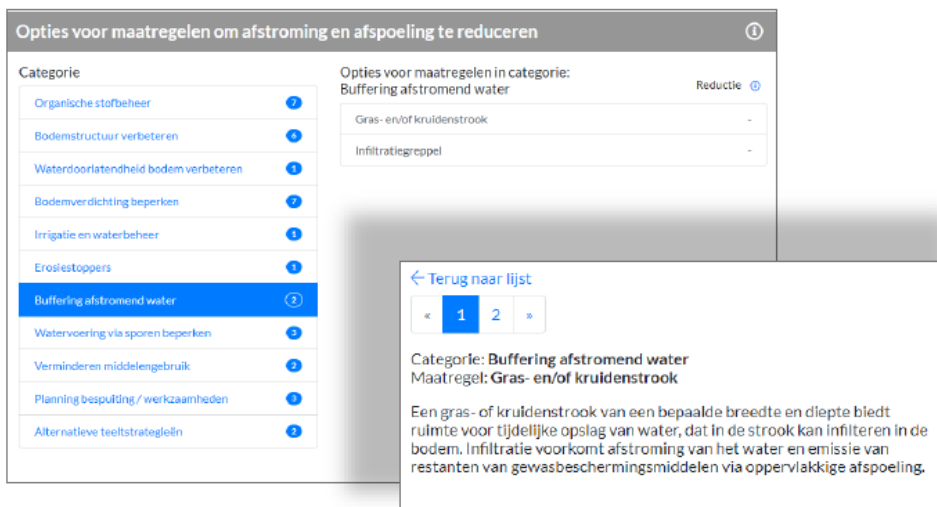 Opties voor maatregelen om afstroming en afspoeling te reduceren
Categorie
Organische stofbeheer 7
Bodemstructuur verbeteren 6
Waterdoorlatendheid bodem verbeteren 1
Bodemverdichting beperken 7
Irrigatie en waterbeheer 1
Erosiestoppers 1
Buffering afstromend water 2
Watervoering via sporen beperken 3
Verminderen middelengebruik 2
Planning bespuiting / werkzaamheden 3
Alternatieve teeltstrategieën 2
Opties voor maatregelen in categorie:
Buffering afstromend water
Reductie
Gras- en/of kruidenstrook -
Infiltratiegreppel -
← Terug naar lijst
« 1 2 »
Categorie: Buffering afstromend water
Maatregel: Gras- en/of kruidenstrook
Een gras- of kruidenstrook van een bepaalde breedte en diepte biedt
ruimte voor tijdelijke opslag van water, dat in de strook kan infilteren in de
bodem. Infiltratie voorkomt afstroming van het water en emissie van
restanten van gewasbeschermingsmiddelen via oppervlakkige afspoeling.